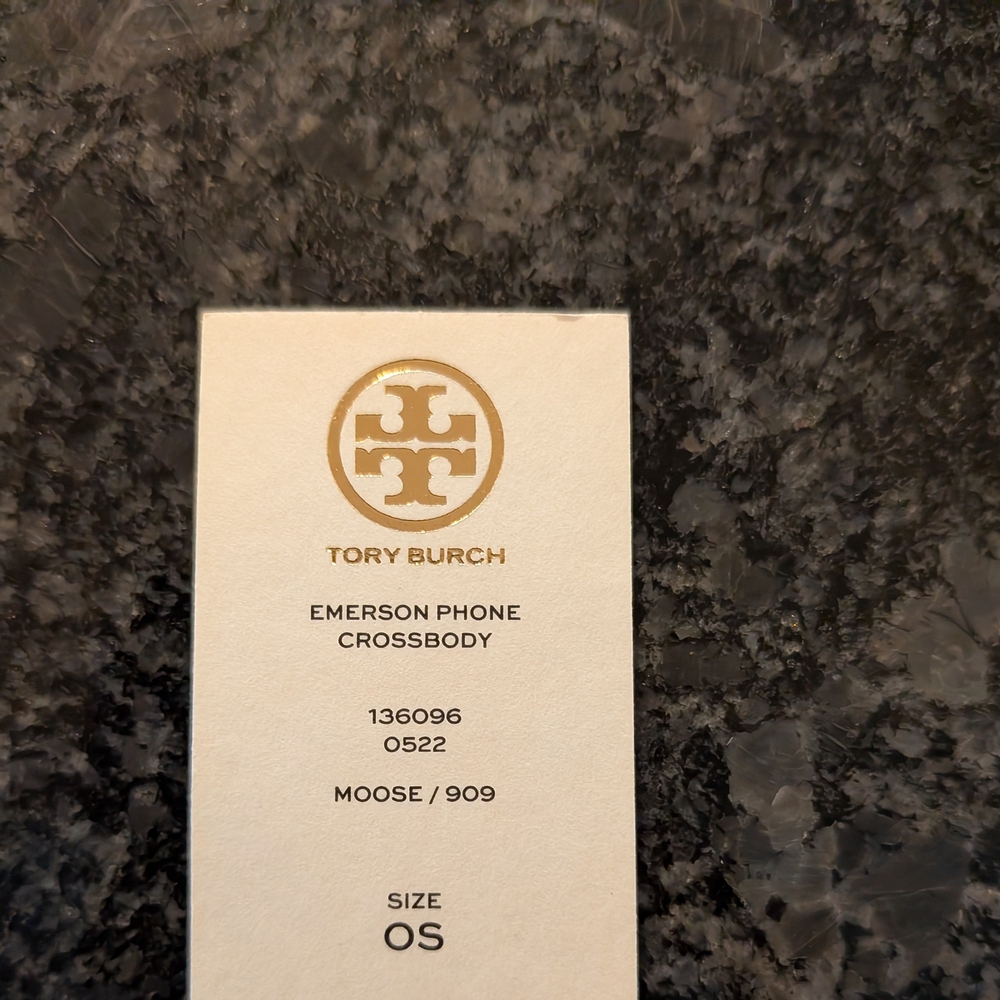 TORY BURCH
EMERSON PHONE
CROSSBODY
136096
0522
MOOSE / 909
SIZE
OS